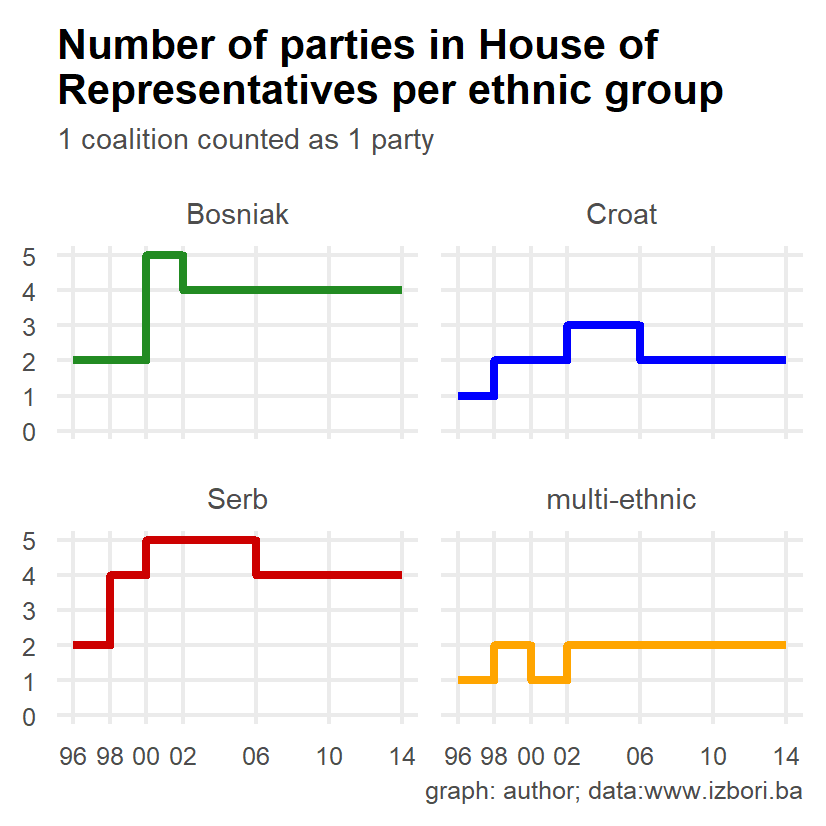 Number of parties in House of
Representatives per ethnic group
1 coalition counted as 1 party
Bosniak
Croat
5
4
3
2
1
0
Serb
multi-ethnic
5
4
3
2
1
0
96 98 00 02 06 10 14
96 98 00 02 06 10 14
graph: author; data:www.izbori.ba